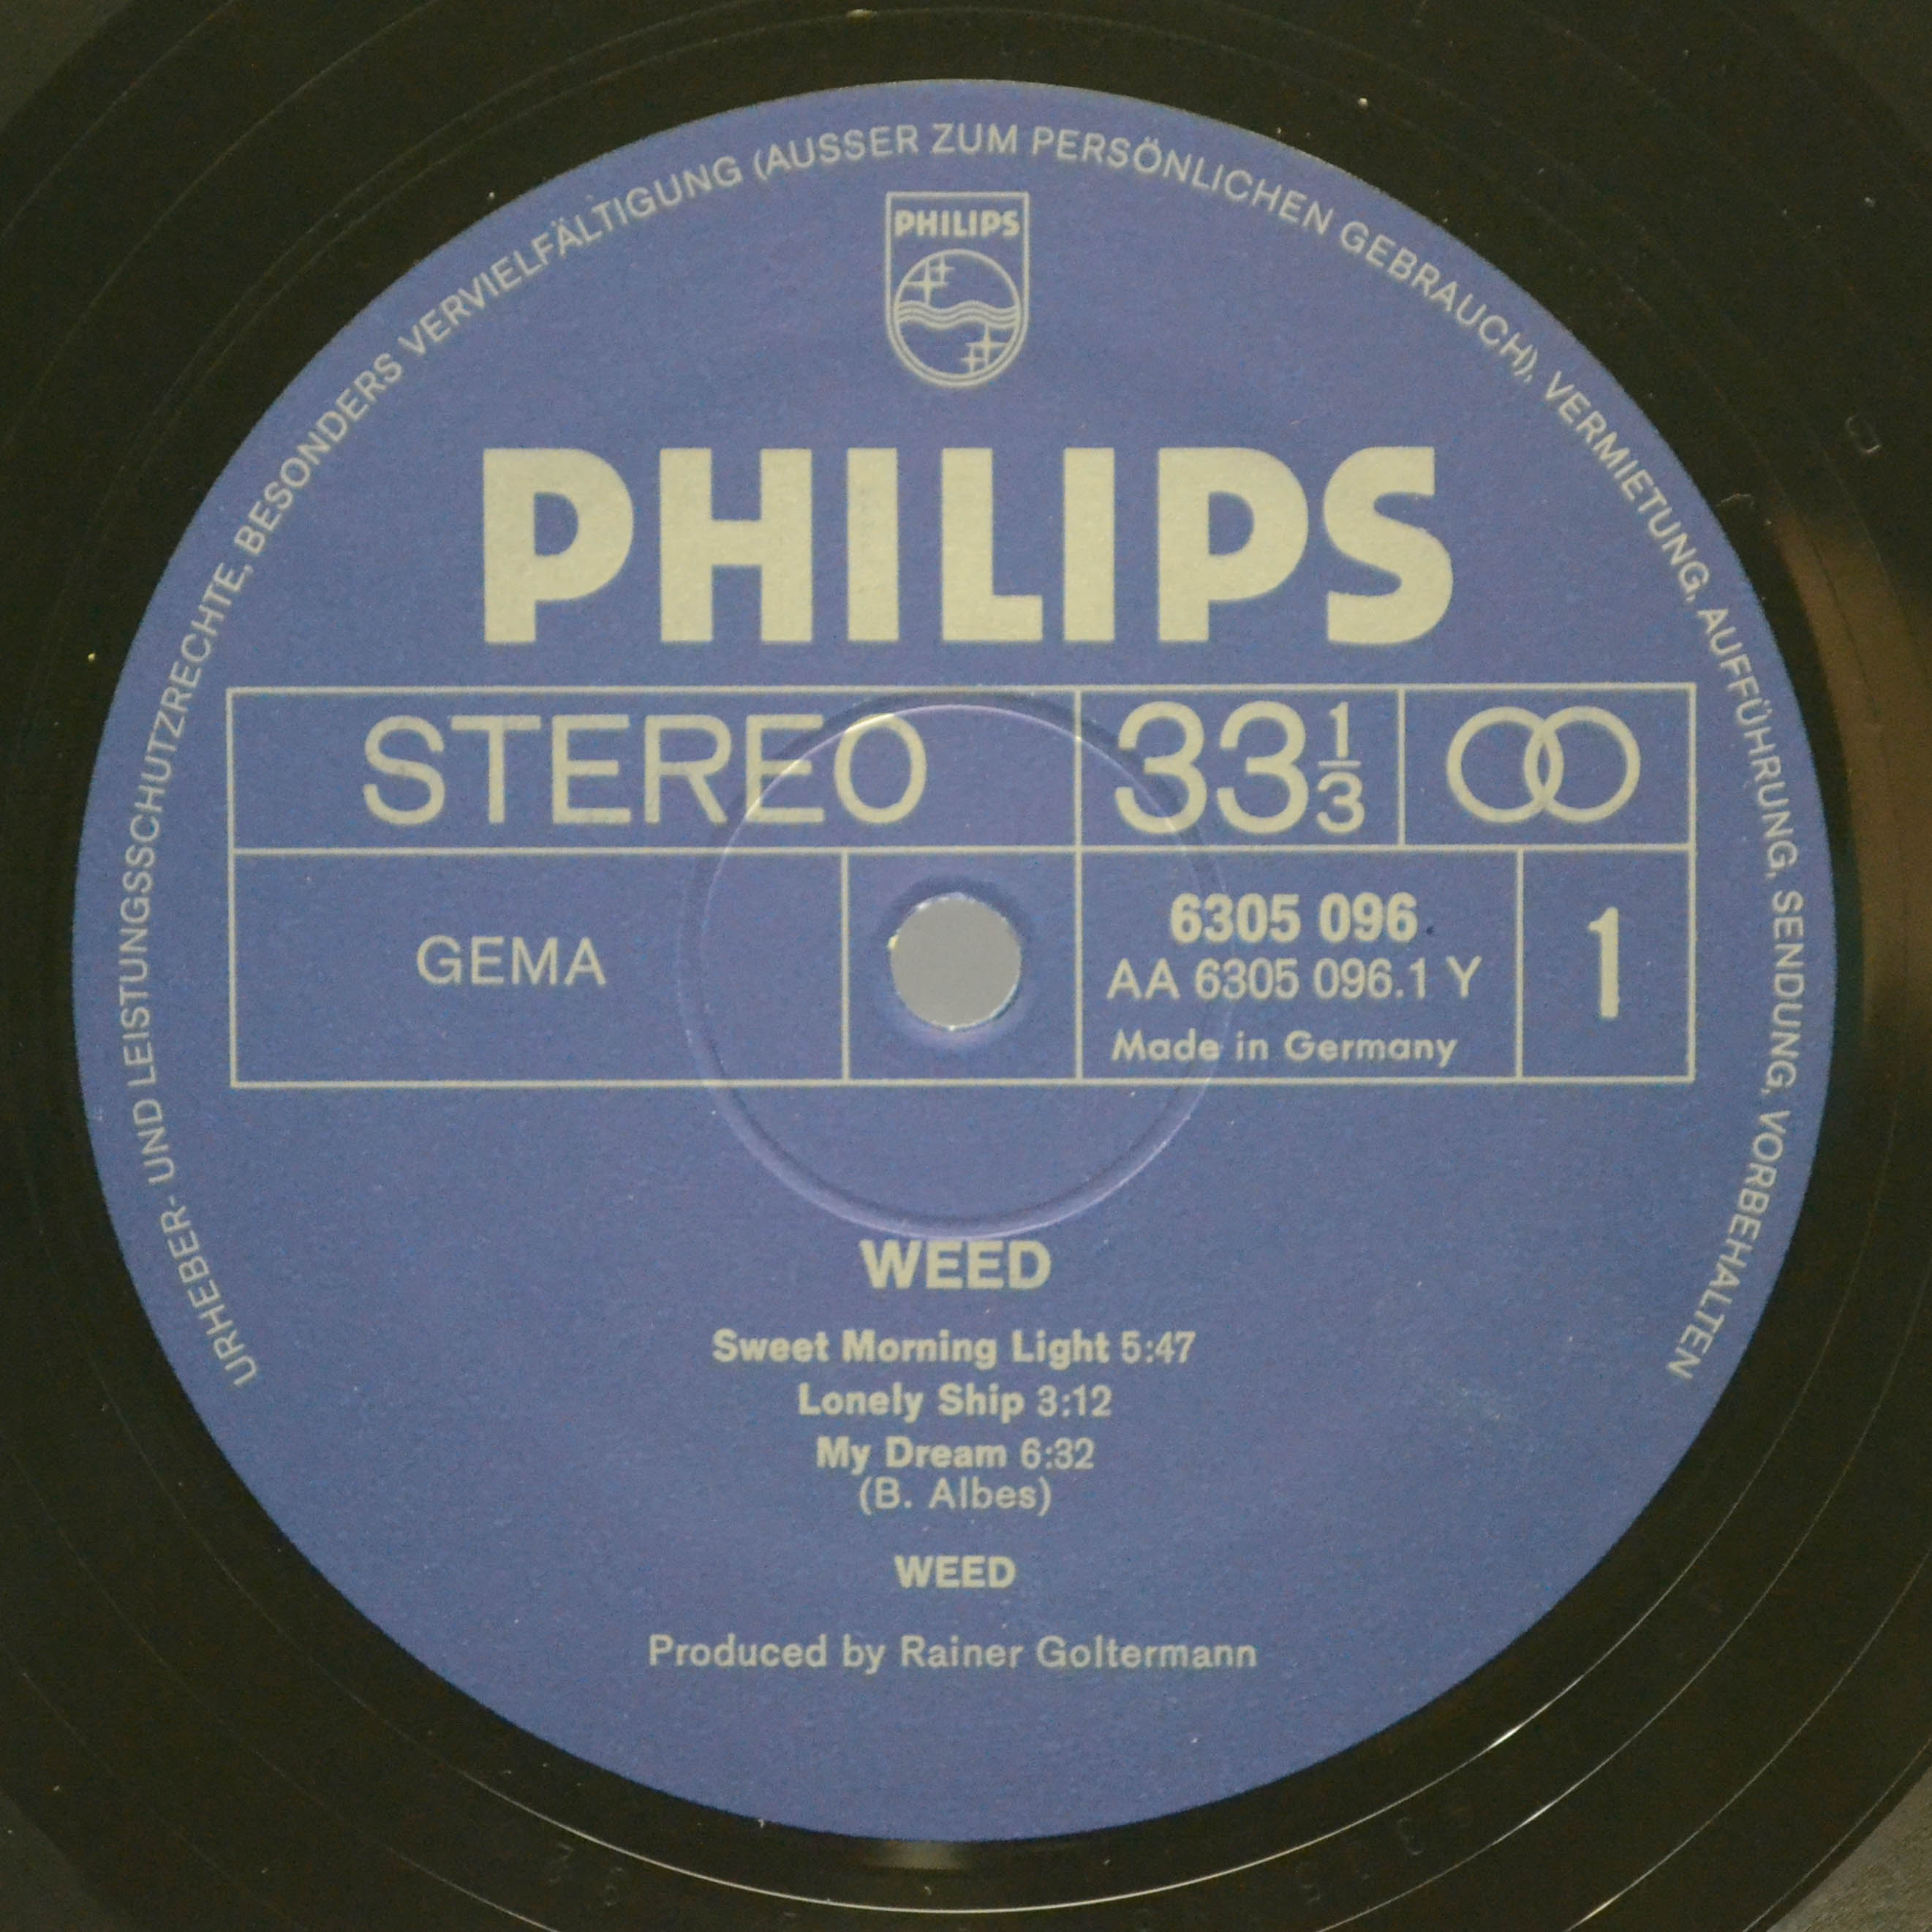 URHEBER- UND LEISTUNGSSCHUTZRECHTE, BESONDERS VERVIELFÄLTIGUNG (AUSSER ZUM PERSÖNLICHEN GEBRAUCH), VERMIETUNG, AUFFÜHRUNG, SENDUNG, VORBEHALTEN
PHILIPS
PHILIPS
STEREO 33 1/3
GEMA
6305 096
AA 6305 096.1 Y
Made in Germany
1
WEED
Sweet Morning Light 5:47
Lonely Ship 3:12
My Dream 6:32
(B. Albes)
WEED
Produced by Rainer Goltermann